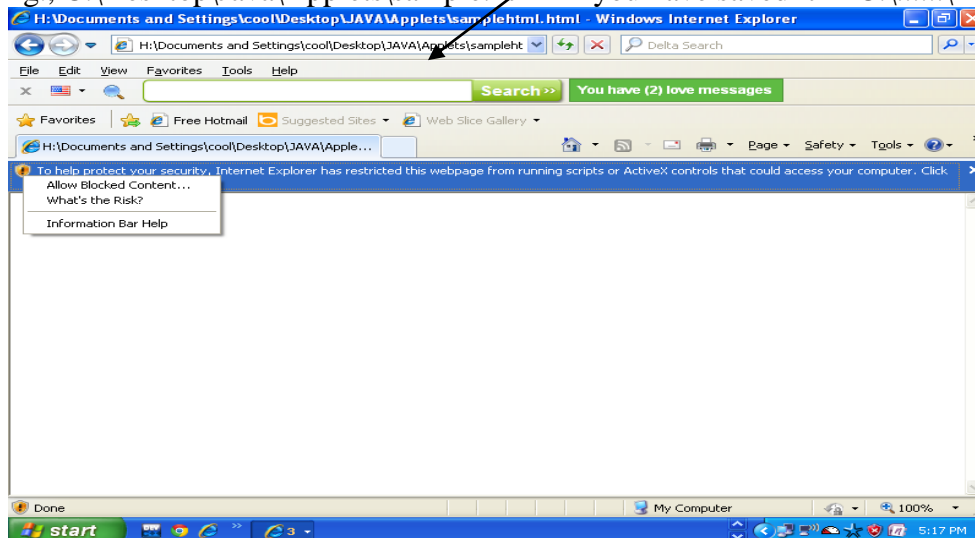 H:\Documents and Settings\cool\Desktop\JAVA\Applets\samplehtml.html - Windows Internet Explorer
H:\Documents and Settings\cool\Desktop\JAVA\Applets\sampleht
Delta Search
File Edit View Favorites Tools Help
Search >> You have (2) love messages
Favorites Free Hotmail Suggested Sites Web Slice Gallery
H:\Documents and Settings\cool\Desktop\JAVA\Apple...
Page Safety Tools
To help protect your security, Internet Explorer has restricted this webpage from running scripts or ActiveX controls that could access your computer. Click
Allow Blocked Content...
What's the Risk?
Information Bar Help
Done My Computer 100%
start 3 5:17 PM